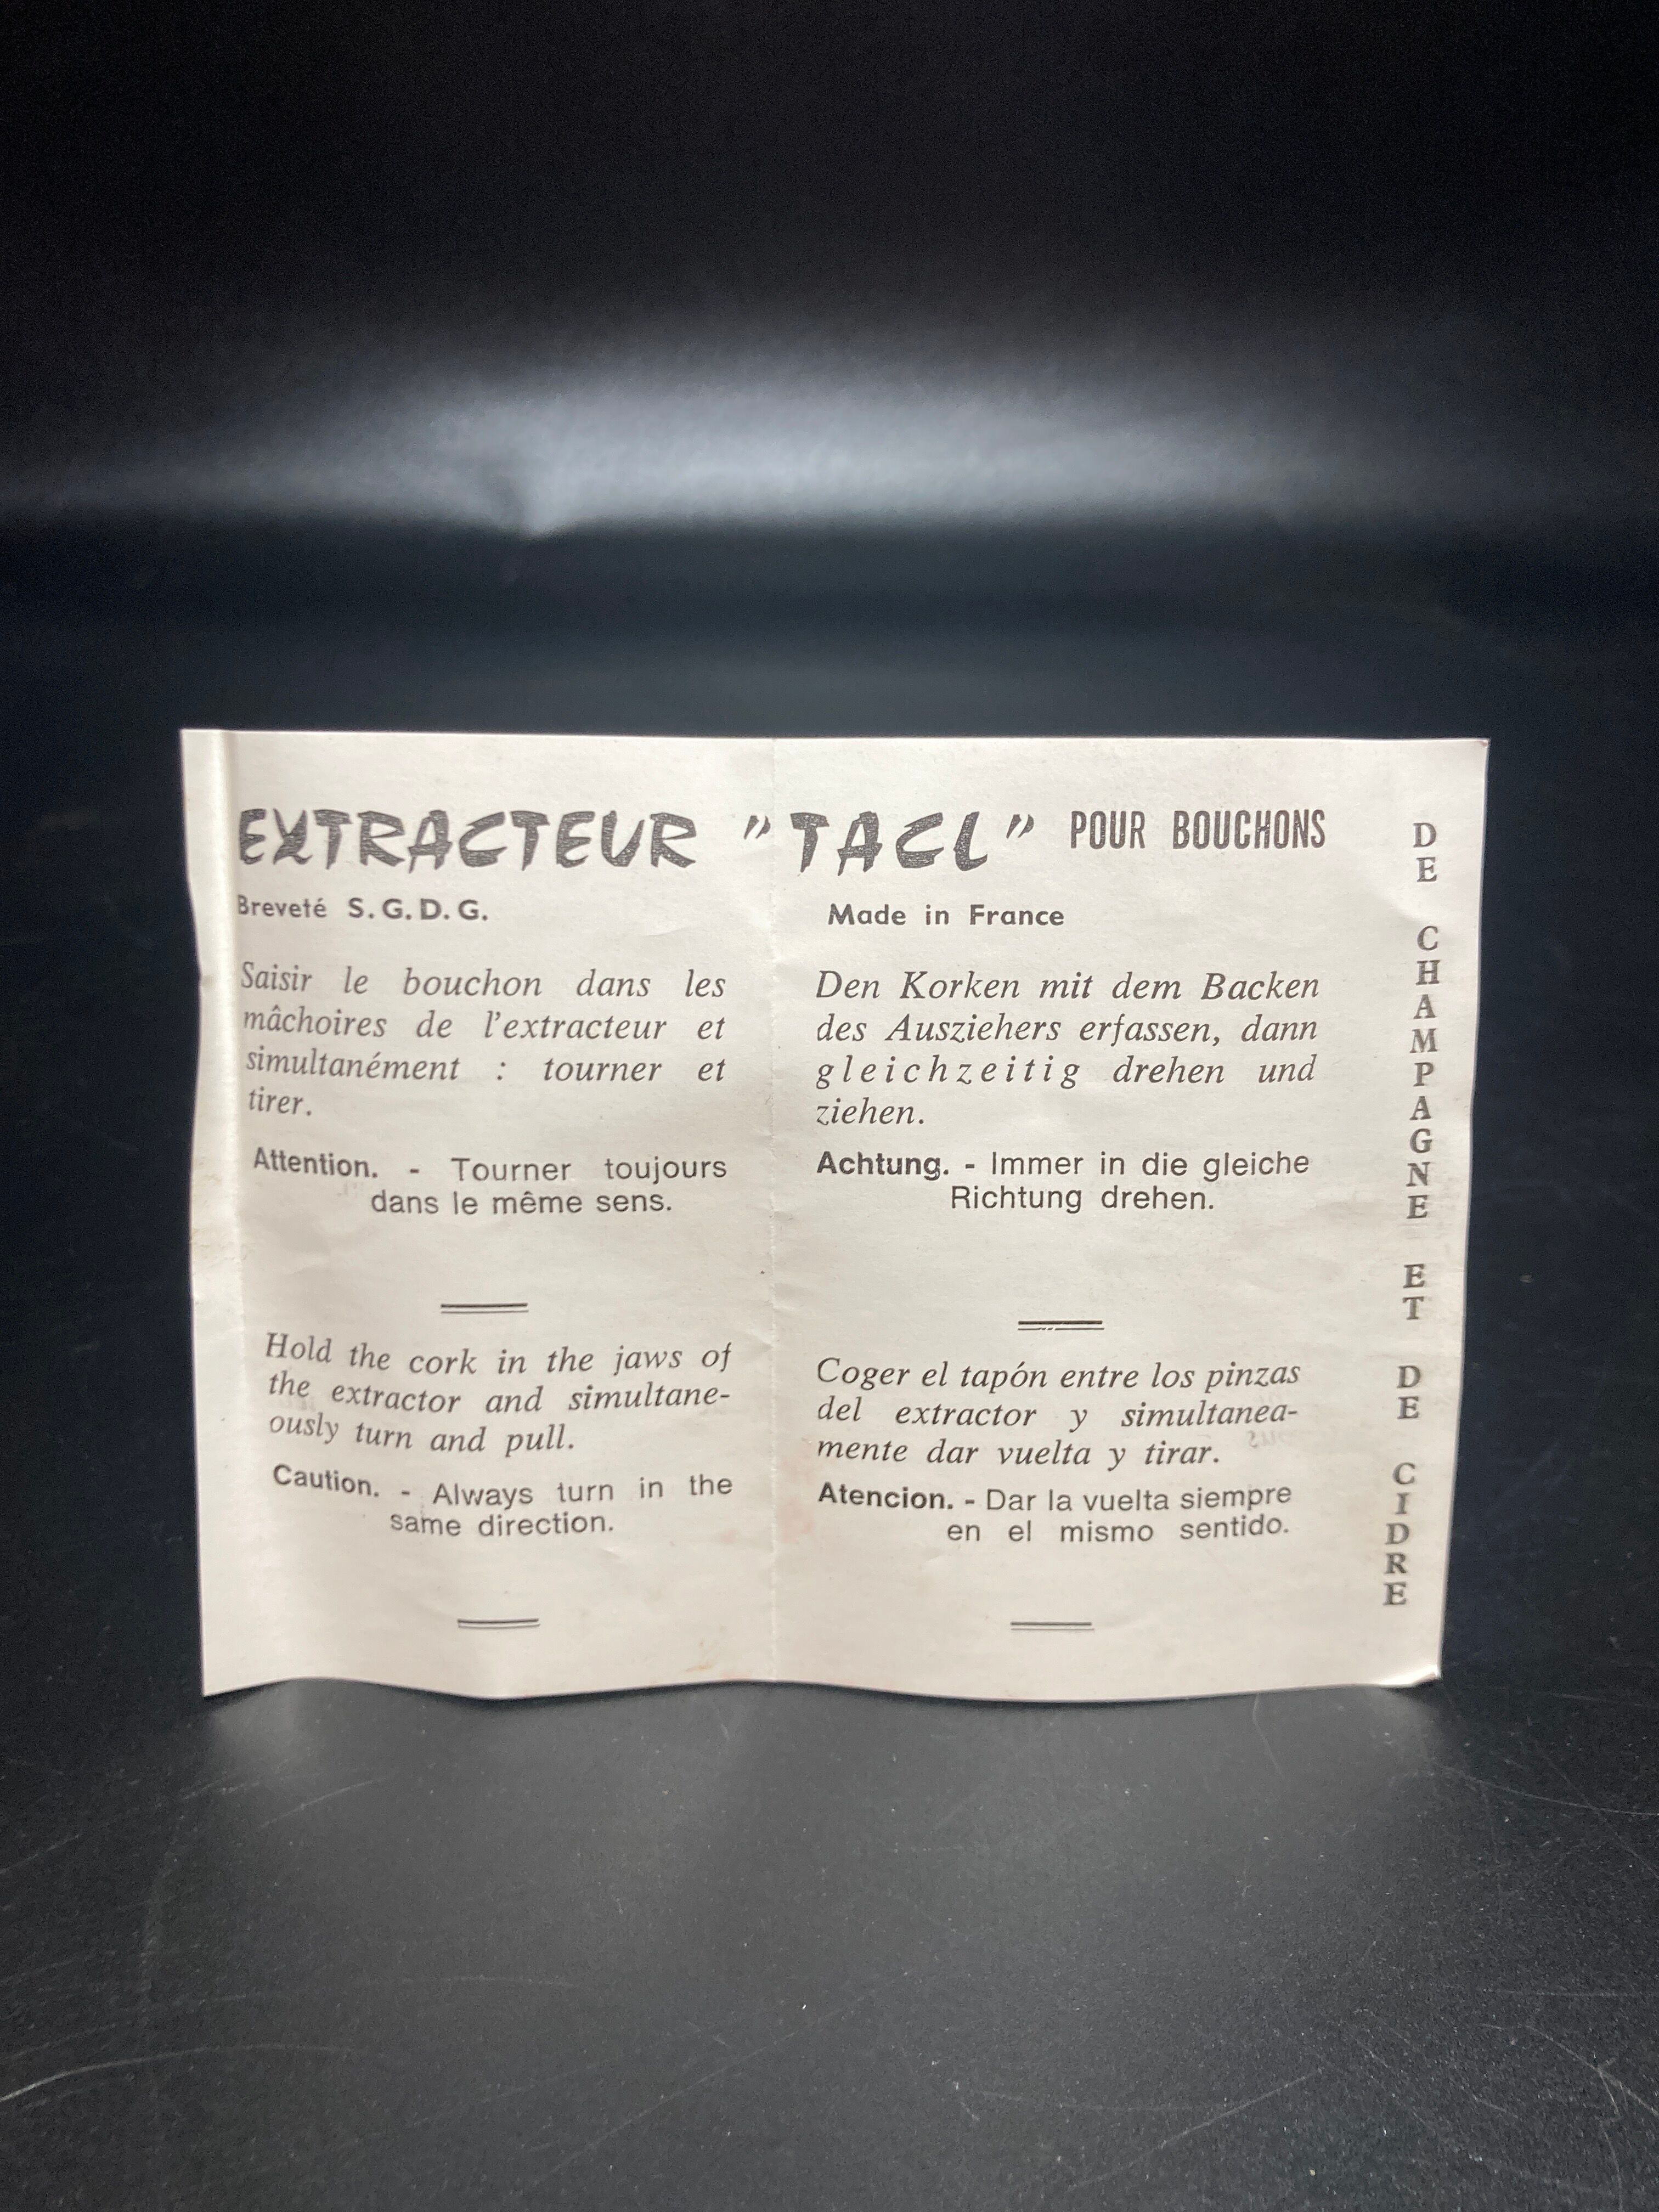 EXTRACTEUR "TACL" POUR BOUCHONS
DE CHAMPAGNE ET DE CIDRE
Breveté S.G.D.G.
Made in France
Saisir le bouchon dans les
mâchoires de l'extracteur et
simultanément : tourner et
tirer.
Attention. - Tourner toujours
dans le même sens.
Den Korken mit dem Backen
des Ausziehers erfassen, dann
gleichzeitig drehen und
ziehen.
Achtung. - Immer in die gleiche
Richtung drehen.
Hold the cork in the jaws of
the extractor and simultane-
ously turn and pull.
Caution. - Always turn in the
same direction.
Coger el tapón entre los pinzas
del extractor y simultanea-
mente dar vuelta y tirar.
Atencion. - Dar la vuelta siempre
en el mismo sentido.